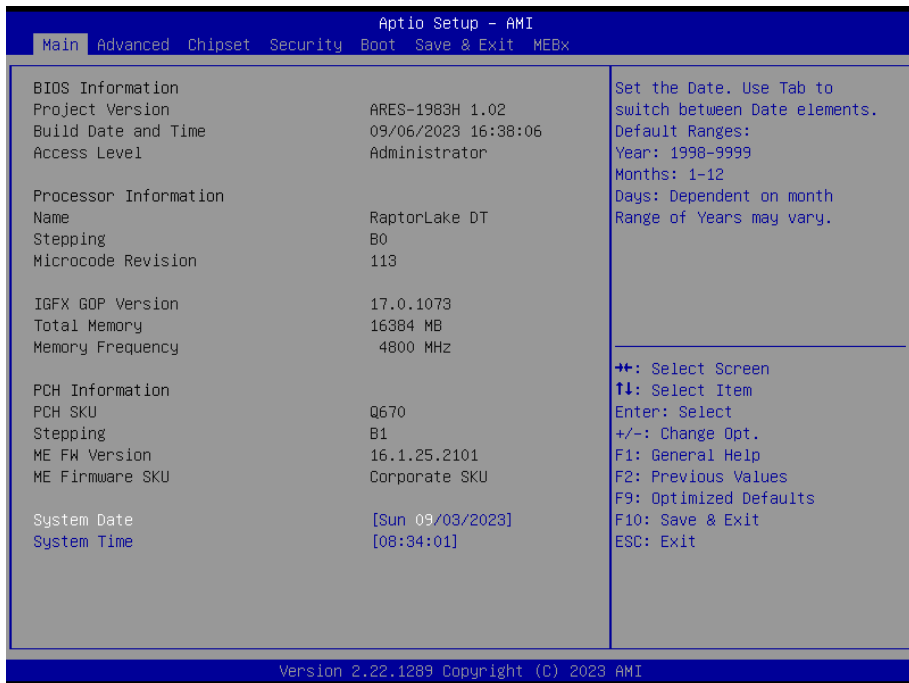 Aptio Setup – AMI
Main Advanced Chipset Security Boot Save & Exit MEBx
BIOS Information
Project Version ARES-1983H 1.02
Build Date and Time 09/06/2023 16:38:06
Access Level Administrator
Processor Information
Name RaptorLake DT
Stepping B0
Microcode Revision 113
IGFX GOP Version 17.0.1073
Total Memory 16384 MB
Memory Frequency 4800 MHz
PCH Information
PCH SKU Q670
Stepping B1
ME FW Version 16.1.25.2101
ME Firmware SKU Corporate SKU
System Date [Sun 09/03/2023]
System Time [08:34:01]
Set the Date. Use Tab to
switch between Date elements.
Default Ranges:
Year: 1998-9999
Months: 1-12
Days: Dependent on month
Range of Years may vary.
→←: Select Screen
↑↓: Select Item
Enter: Select
+/-: Change Opt.
F1: General Help
F2: Previous Values
F9: Optimized Defaults
F10: Save & Exit
ESC: Exit
Version 2.22.1289 Copyright (C) 2023 AMI